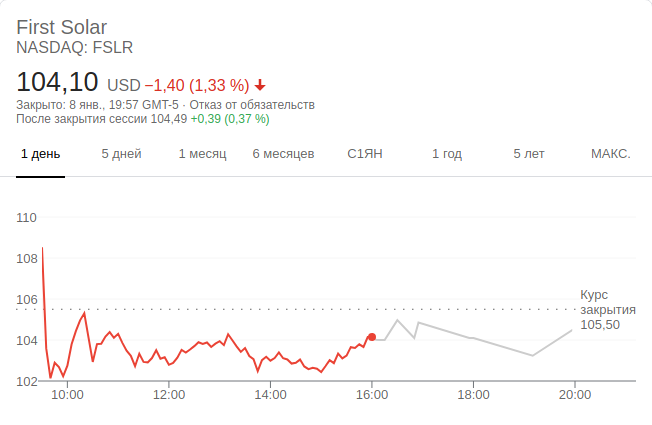 First Solar
NASDAQ: FSLR
104,10 USD −1,40 (1,33 %)
Закрыто: 8 янв., 19:57 GMT-5 · Отказ от обязательств
После закрытия сессии 104,49 +0,39 (0,37 %)
1 день 5 дней 1 месяц 6 месяцев С1ЯН 1 год 5 лет МАКС.
110
108
106
104
102
Курс
закрытия
105,50
10:00 12:00 14:00 16:00 18:00 20:00